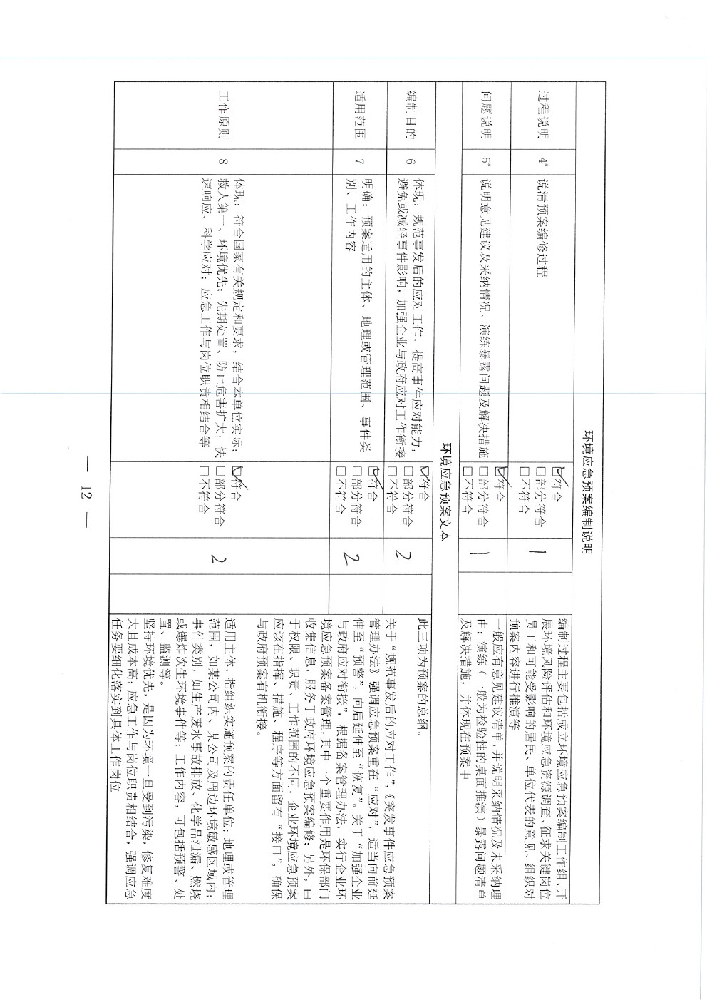 环境应急预案编制说明
过程说明
4ª
说清预案编修过程
☑符合
□部分符合
□不符合
1
编制过程主要包括成立环境应急预案编制工作组、开
展环境风险评估和环境应急资源调查、征求关键岗位
员工和可能受影响的居民、单位代表的意见、组织对
预案内容进行推演等
问题说明
5ª
说明意见建议及采纳情况、演练暴露问题及解决措施
☑符合
□部分符合
□不符合
1
一般应有意见建议清单，并说明采纳情况及未采纳理
由；演练（一般为检验性的桌面推演）暴露问题清单
及解决措施，并体现在预案中
环境应急预案文本
编制目的
6
体现：规范事发后的应对工作，提高事件应对能力，
避免或减轻事件影响，加强企业与政府应对工作衔接
☑符合
□部分符合
□不符合
2
适用范围
7
明确：预案适用的主体、地理或管理范围、事件类
别、工作内容
☑符合
□部分符合
□不符合
2
工作原则
8
体现：符合国家有关规定和要求，结合本单位实际；
救人第一、环境优先；先期处置、防止危害扩大；快
速响应、科学应对；应急工作与岗位职责相结合等
☑符合
□部分符合
□不符合
2
此三项为预案的总纲。
关于“规范事发后的应对工作”，《突发事件应急预案
管理办法》强调应急预案重在“应对”，适当向前延
伸至“预警”，向后延伸至“恢复”。关于“加强企业
与政府应对衔接”，根据备案管理办法，实行企业环
境应急预案备案管理，其中一个重要作用是环保部门
收集信息，服务于政府环境应急预案编修；另外，由
于权限、职责、工作范围的不同，企业环境应急预案
应该在指挥、措施、程序等方面留有“接口”，确保
与政府预案有机衔接。
适用主体，指组织实施预案的责任单位；地理或管理
范围，如某公司内、某公司及周边环境敏感区域内；
事件类别，如生产废水事故排放、化学品泄漏、燃烧
或爆炸次生环境事件等；工作内容，可包括预警、处
置、监测等。
坚持环境优先，是因为环境一旦受到污染，修复难度
大且成本高；应急工作与岗位职责相结合，强调应急
任务要细化落实到具体工作岗位
— 12 —